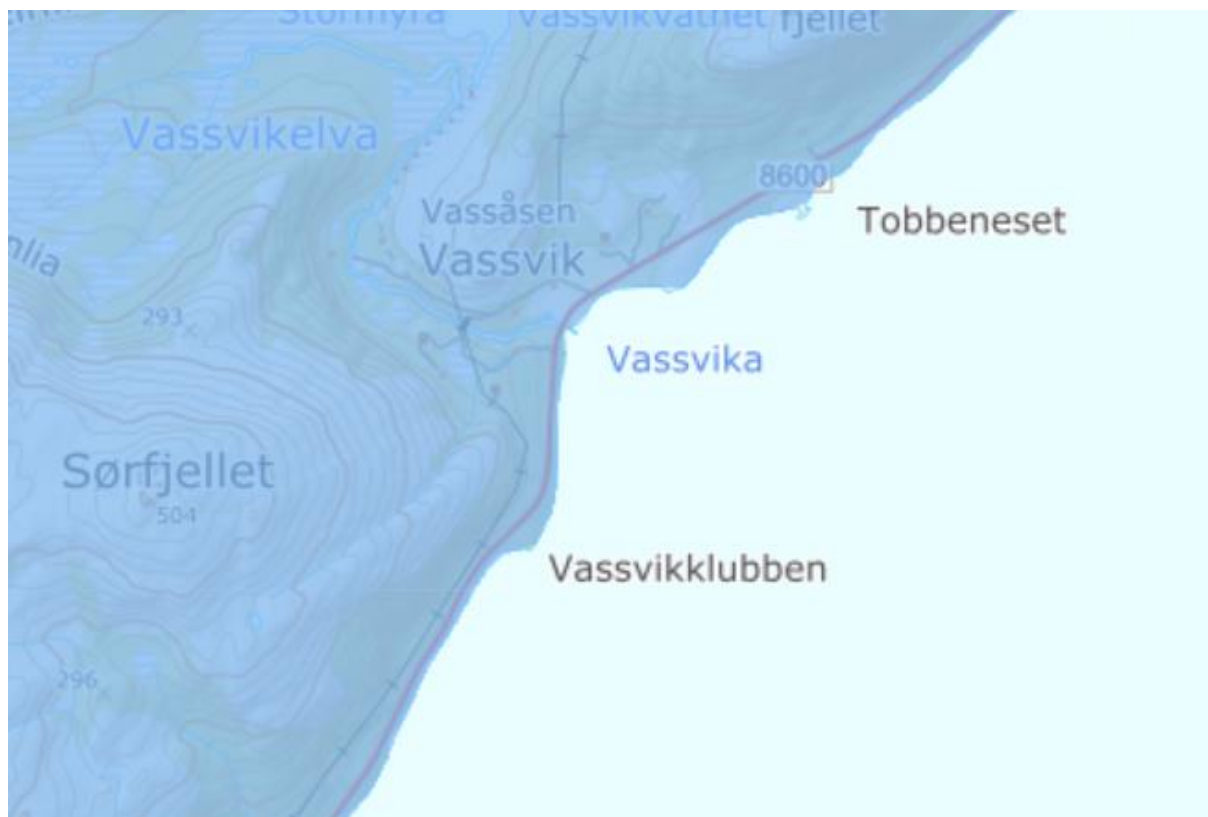 Vassvikvatnet
fjellet
Vassvikelva
8600
Vassåsen
Tobbeneset
Vassvik
293
Vassvika
Sørfjellet
504
Vassvikklubben
296